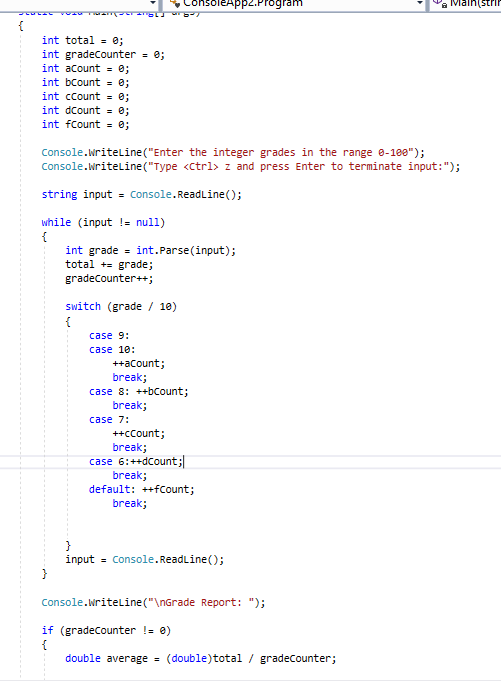 ConsoleApp2.Program Main(strin
static void Main(string[] args)
{
int total = 0;
int gradeCounter = 0;
int aCount = 0;
int bCount = 0;
int cCount = 0;
int dCount = 0;
int fCount = 0;
Console.WriteLine("Enter the integer grades in the range 0-100");
Console.WriteLine("Type <Ctrl> z and press Enter to terminate input:");
string input = Console.ReadLine();
while (input != null)
{
int grade = int.Parse(input);
total += grade;
gradeCounter++;
switch (grade / 10)
{
case 9:
case 10:
++aCount;
break;
case 8: ++bCount;
break;
case 7:
++cCount;
break;
case 6:++dCount;
break;
default: ++fCount;
break;
}
input = Console.ReadLine();
}
Console.WriteLine("\nGrade Report: ");
if (gradeCounter != 0)
{
double average = (double)total / gradeCounter;